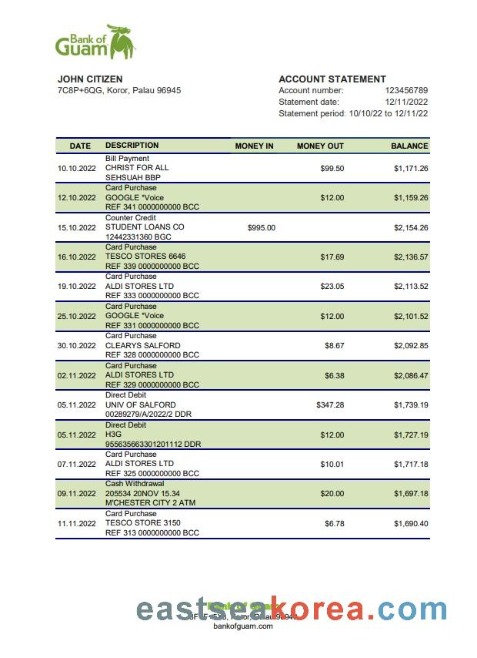 Bank of
Guam
JOHN CITIZEN
7C8P+6QG, Koror, Palau 96945
ACCOUNT STATEMENT
Account number: 123456789
Statement date: 12/11/2022
Statement period: 10/10/22 to 12/11/22
DATE DESCRIPTION MONEY IN MONEY OUT BALANCE
Bill Payment
10.10.2022 CHRIST FOR ALL $99.50 $1,171.26
SEHSUAH BBP
Card Purchase
12.10.2022 GOOGLE *Voice $12.00 $1,159.26
REF 341 0000000000 BCC
Counter Credit
15.10.2022 STUDENT LOANS CO $995.00 $2,154.26
12442331360 BGC
Card Purchase
16.10.2022 TESCO STORES 6646 $17.69 $2,136.57
REF 339 0000000000 BCC
Card Purchase
19.10.2022 ALDI STORES LTD $23.05 $2,113.52
REF 333 0000000000 BCC
Card Purchase
25.10.2022 GOOGLE *Voice $12.00 $2,101.52
REF 331 0000000000 BCC
Card Purchase
30.10.2022 CLEARYS SALFORD $8.67 $2,092.85
REF 328 0000000000 BCC
Card Purchase
02.11.2022 ALDI STORES LTD $6.38 $2,086.47
REF 329 0000000000 BCC
Direct Debit
05.11.2022 UNIV OF SALFORD $347.28 $1,739.19
00289279/A/2022/2 DDR
Direct Debit
05.11.2022 H3G $12.00 $1,727.19
955635663301201112 DDR
Card Purchase
07.11.2022 ALDI STORES LTD $10.01 $1,717.18
REF 325 0000000000 BCC
Cash Withdrawal
09.11.2022 205534 20NOV 15.34 $20.00 $1,697.18
M'CHESTER CITY 2 ATM
Card Purchase
11.11.2022 TESCO STORE 3150 $6.78 $1,690.40
REF 313 0000000000 BCC
eastseakorea.com
bankofguam.com